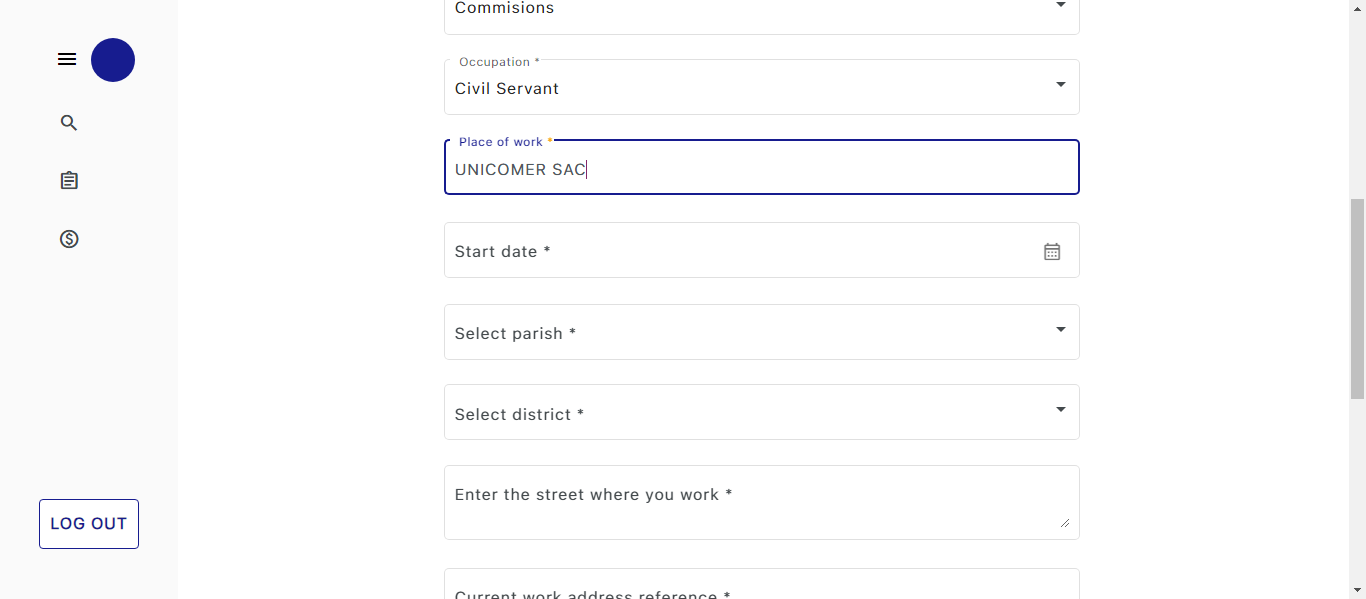 Commisions
Occupation *
Civil Servant
Place of work *
UNICOMER SAC
Start date *
Select parish *
Select district *
Enter the street where you work *
LOG OUT
Current work address reference *